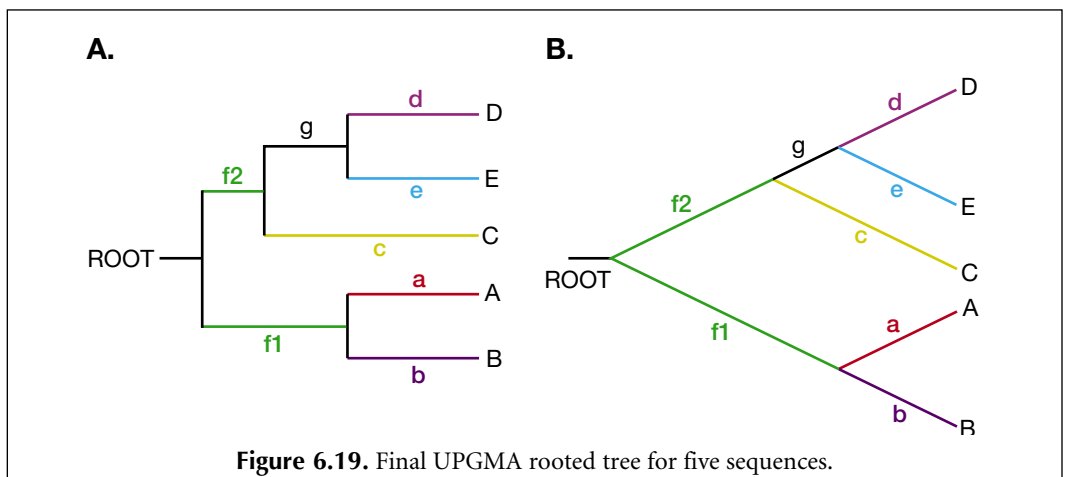 A.
d
D
g
f2
E
e
C
c
ROOT
a
A
f1
B
b
B.
D
d
g
e
f2
E
c
C
ROOT
A
a
f1
b
B
Figure 6.19. Final UPGMA rooted tree for five sequences.